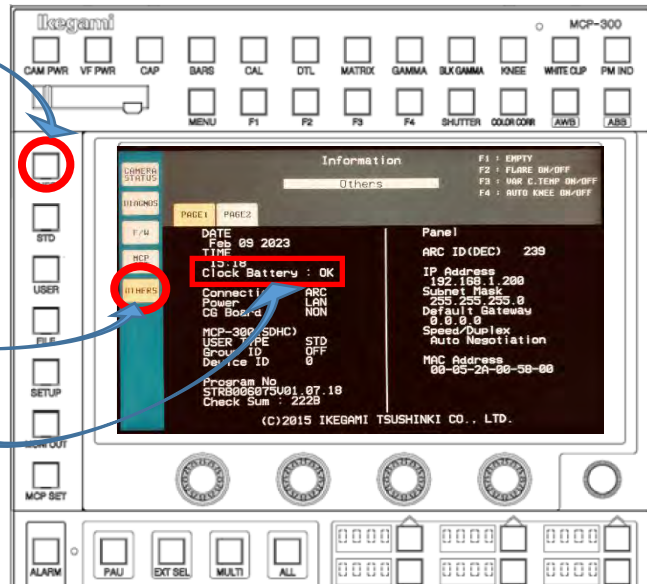 Ikegami
MCP-300
CAM PWR VF PWR CAP BARS CAL DTL MATRIX GAMMA BLK GAMMA KNEE WHITE CLIP PM IND
MENU F1 F2 F3 F4 SHUTTER COLOR CORR AWB ABB
STD
USER
FILE
SETUP
MONI OUT
MCP SET
CAMERA
STATUS
DIAGNOS
F/W
MCP
OTHERS
Information
Others
F1 : EMPTY
F2 : FLARE ON/OFF
F3 : VAR C.TEMP ON/OFF
F4 : AUTO KNEE ON/OFF
PAGE1 PAGE2
DATE
Feb 09 2023
TIME
15:18
Clock Battery : OK
Connecti ARC
Power LAN
CG Board NON
MCP-300(SDHC)
USER TYPE STD
Group ID OFF
Device ID 0
Program No
STRB006075V01.07.18
Check Sum : 222B
Panel
ARC ID(DEC) 239
IP Address
192.168.1.200
Subnet Mask
255.255.255.0
Default Gateway
0.0.0.0
Speed/Duplex
Auto Negotiation
MAC Address
00-05-2A-00-5B-00
(C)2015 IKEGAMI TSUSHINKI CO., LTD.
ALARM PAU EXT SEL MULTI ALL